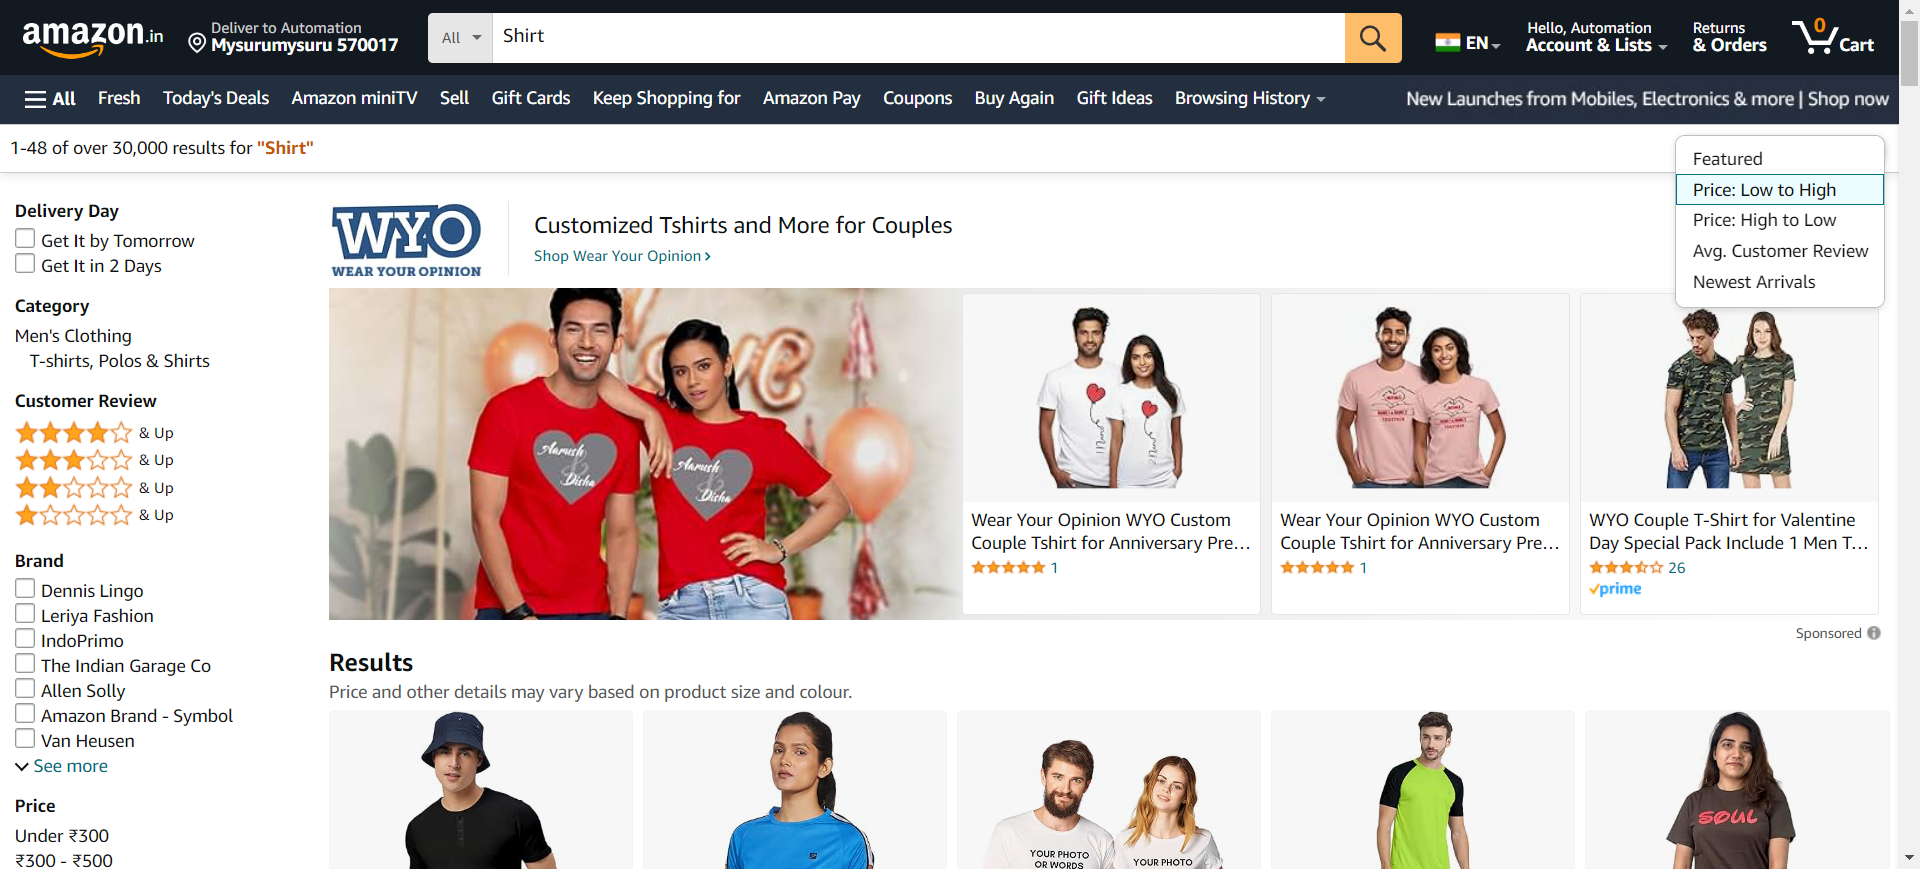 amazon.in
Deliver to Automation
Mysurumysuru 570017
All
Shirt
EN
Hello, Automation
Account & Lists
Returns
& Orders
0
Cart
All
Fresh
Today's Deals
Amazon miniTV
Sell
Gift Cards
Keep Shopping for
Amazon Pay
Coupons
Buy Again
Gift Ideas
Browsing History
New Launches from Mobiles, Electronics & more | Shop now
1-48 of over 30,000 results for "Shirt"
Featured
Price: Low to High
Price: High to Low
Avg. Customer Review
Newest Arrivals
Delivery Day
Get It by Tomorrow
Get It in 2 Days
Category
Men's Clothing
T-shirts, Polos & Shirts
Customer Review
& Up
& Up
& Up
& Up
Brand
Dennis Lingo
Leriya Fashion
IndoPrimo
The Indian Garage Co
Allen Solly
Amazon Brand - Symbol
Van Heusen
See more
Price
Under ₹300
₹300 - ₹500
WYO
WEAR YOUR OPINION
Customized Tshirts and More for Couples
Shop Wear Your Opinion
Love
Aarush
&
Disha
Aarush
&
Disha
Wear Your Opinion WYO Custom
Couple Tshirt for Anniversary Pre...
1
Wear Your Opinion WYO Custom
Couple Tshirt for Anniversary Pre...
1
WYO Couple T-Shirt for Valentine
Day Special Pack Include 1 Men T...
26
prime
Sponsored
Results
Price and other details may vary based on product size and colour.
YOUR PHOTO
OR WORDS
YOUR PHOTO
SOUL